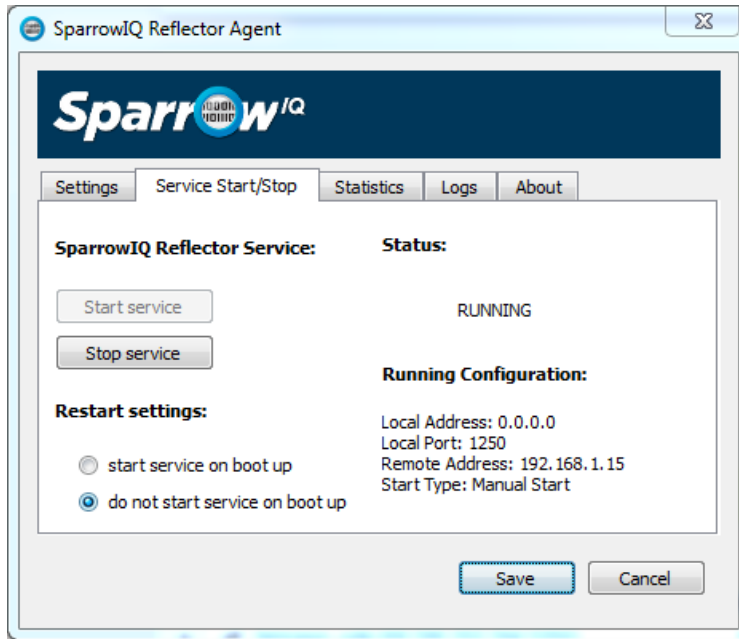 SparrowIQ Reflector Agent
SparrowIQ
Settings
Service Start/Stop
Statistics
Logs
About
SparrowIQ Reflector Service:
Start service
Stop service
Restart settings:
start service on boot up
do not start service on boot up
Status:
RUNNING
Running Configuration:
Local Address: 0.0.0.0
Local Port: 1250
Remote Address: 192.168.1.15
Start Type: Manual Start
Save
Cancel